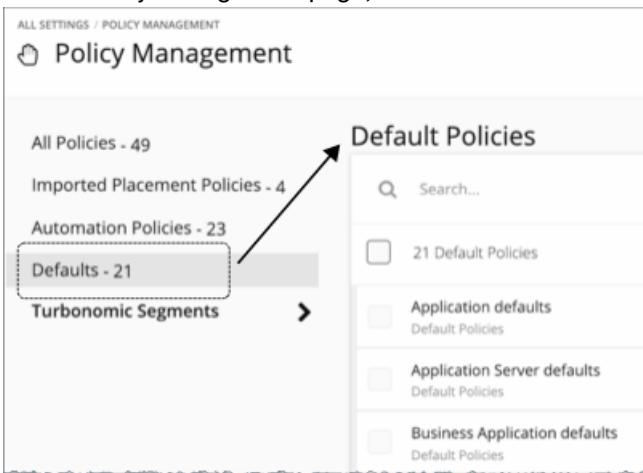 ALL SETTINGS / POLICY MANAGEMENT
Policy Management
All Policies - 49
Imported Placement Policies - 4
Automation Policies - 23
Defaults - 21
Turbonomic Segments
Default Policies
Search...
21 Default Policies
Application defaults
Default Policies
Application Server defaults
Default Policies
Business Application defaults
Default Policies